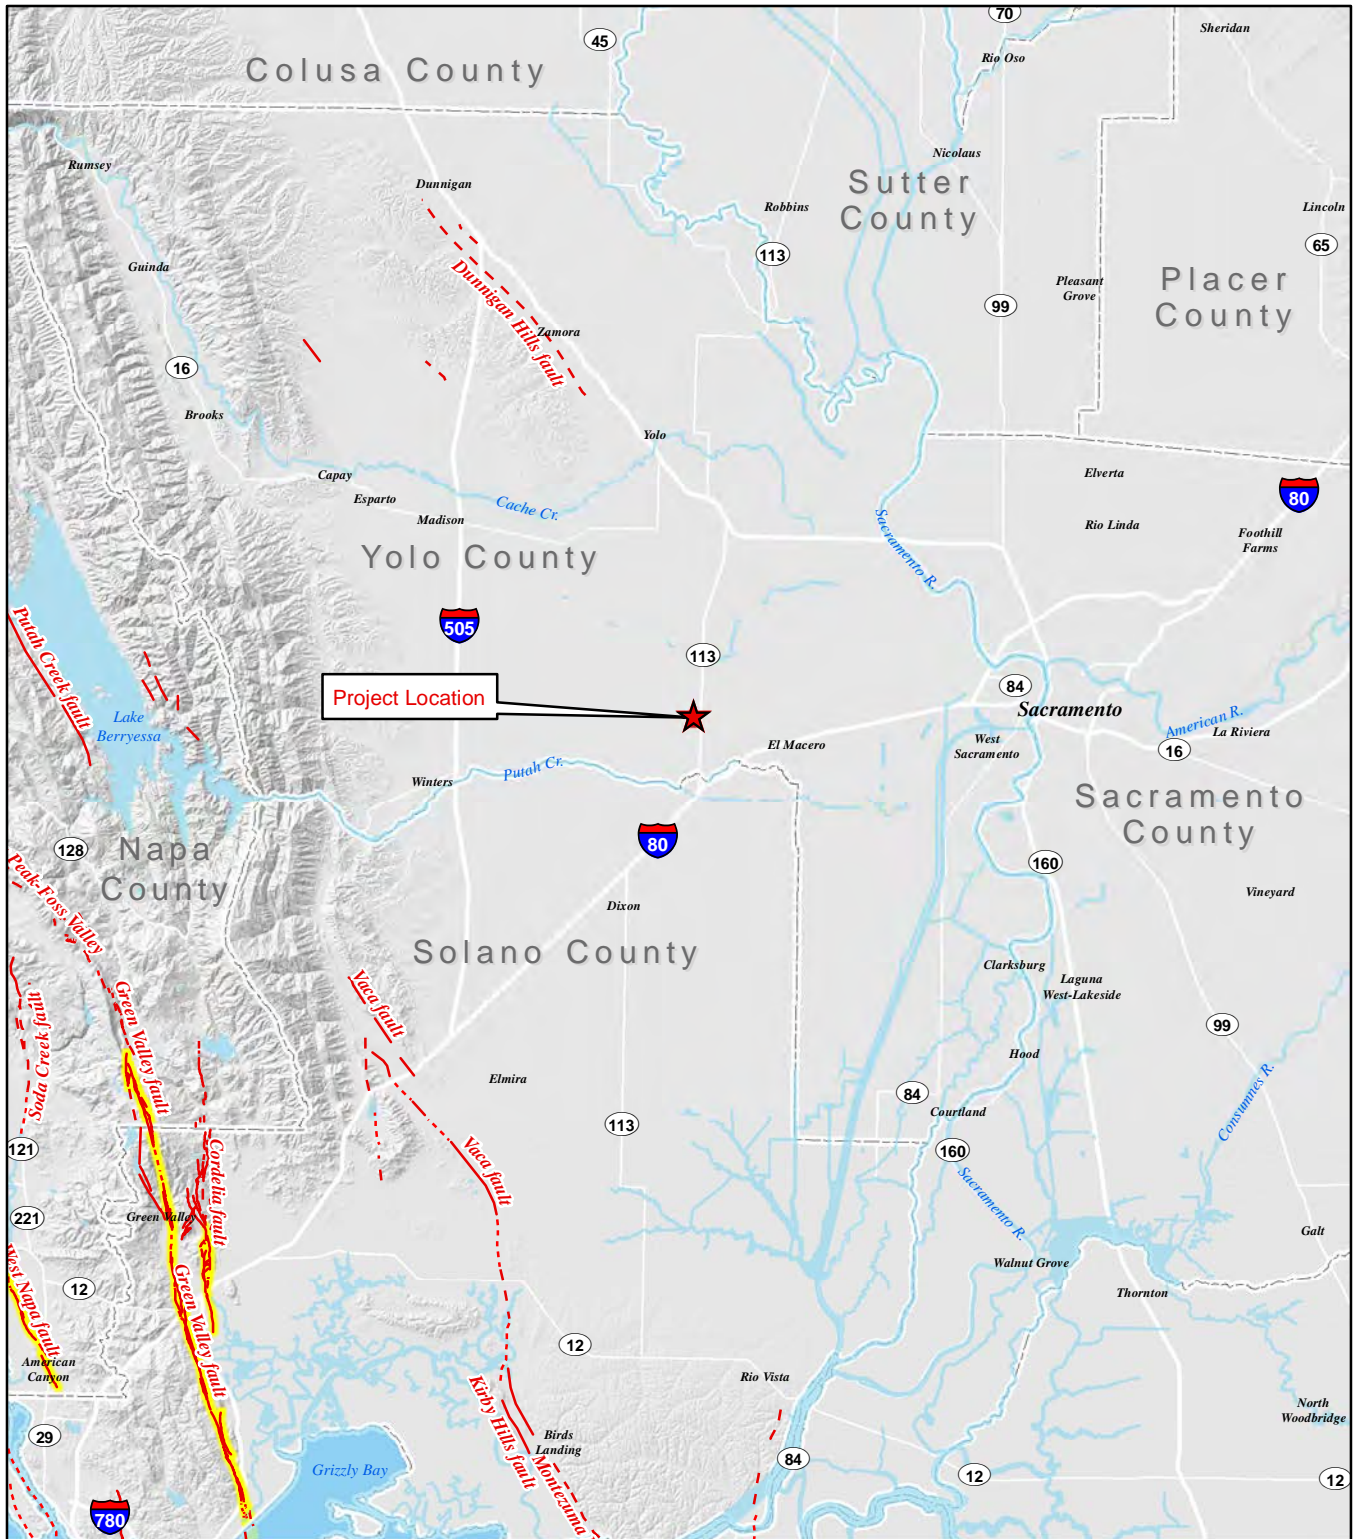 70
Sheridan
45
Rio Oso
Colusa County
Rumsey
Nicolaus
Dunnigan
Sutter
County
Robbins
Lincoln
113
65
Guinda
Dunnigan Hills fault
Pleasant
Grove
Placer
County
99
Zamora
16
Brooks
Yolo
Capay
Esparto
Madison
Cache Cr.
Elverta
80
Rio Linda
Foothill
Farms
Sacramento R.
Yolo County
505
113
Putah Creek fault
Project Location
84
Sacramento
Lake
Berryessa
El Macero
West
Sacramento
American R.
La Riviera
16
Winters
Putah Cr.
Sacramento
County
128
Napa
County
80
160
Peak-Foss. Valley
Vineyard
Dixon
Solano County
Clarksburg
Laguna
West-Lakeside
Vaca fault
Green Valley fault
Soda Creek fault
99
Hood
Elmira
84
Courtland
Consumnes R.
113
121
160
Vaca fault
Cordelia fault
Sacramento R.
221
Green Valley
Galt
Walnut Grove
West Napa fault
12
Green Valley fault
Thornton
12
American
Canyon
Rio Vista
Kirby Hills fault
North
Woodbridge
29
Birds
Landing
Montezuma
Grizzly Bay
84
12
12
780